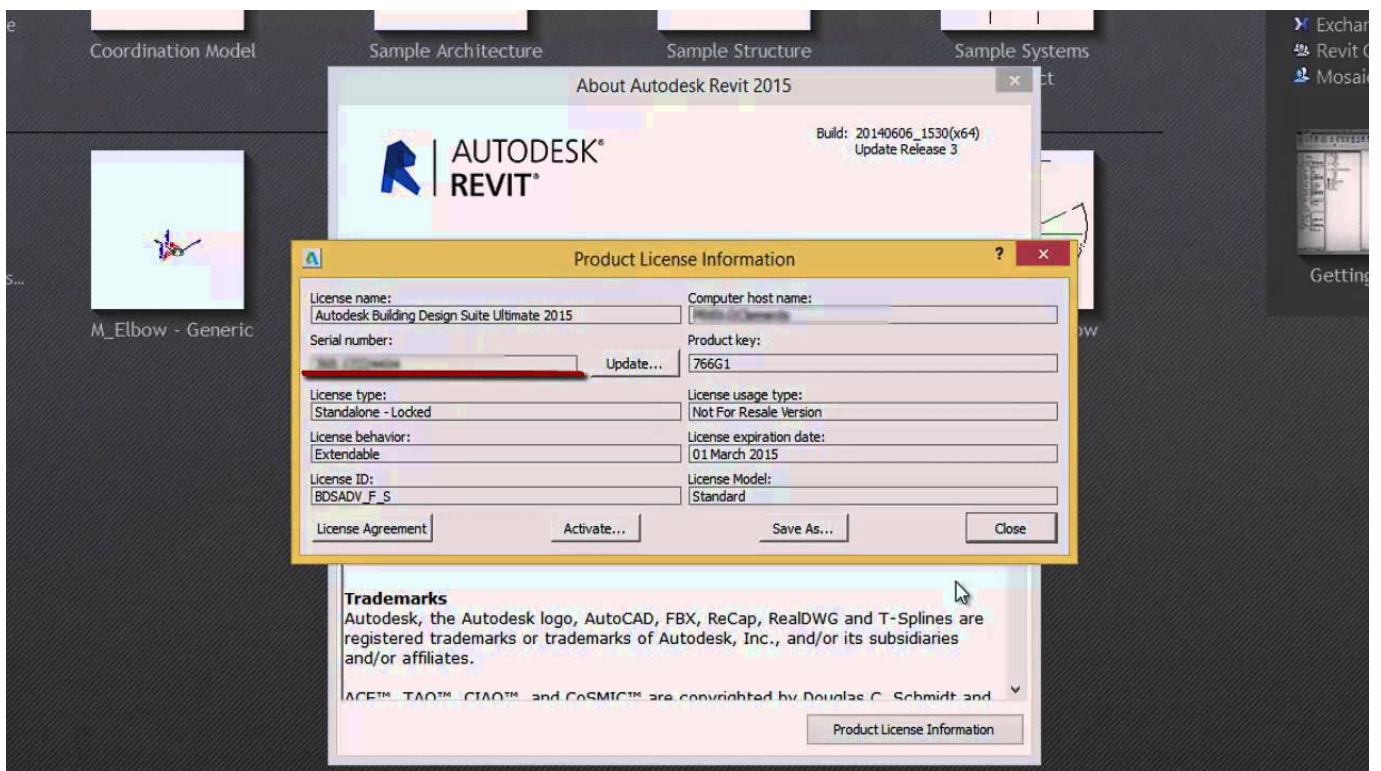 Coordination Model
Sample Architecture
Sample Structure
Sample Systems
Exchan
Revit
Mosai
About Autodesk Revit 2015
AUTODESK®
REVIT®
Build: 20140606_1530(x64)
Update Release 3
M_Elbow - Generic
Getting
Product License Information
?
License name:
Computer host name:
Autodesk Building Design Suite Ultimate 2015
Serial number:
Product key:
Update...
766G1
License type:
License usage type:
Standalone - Locked
Not For Resale Version
License behavior:
License expiration date:
Extendable
01 March 2015
License ID:
License Model:
BDSADV_F_S
Standard
License Agreement
Activate...
Save As...
Close
Trademarks
Autodesk, the Autodesk logo, AutoCAD, FBX, ReCap, RealDWG and T-Splines are
registered trademarks or trademarks of Autodesk, Inc., and/or its subsidiaries
and/or affiliates.
ACE™, TAO™, CIAO™, and CoSMIC™ are copyrighted by Douglas C. Schmidt and
Product License Information